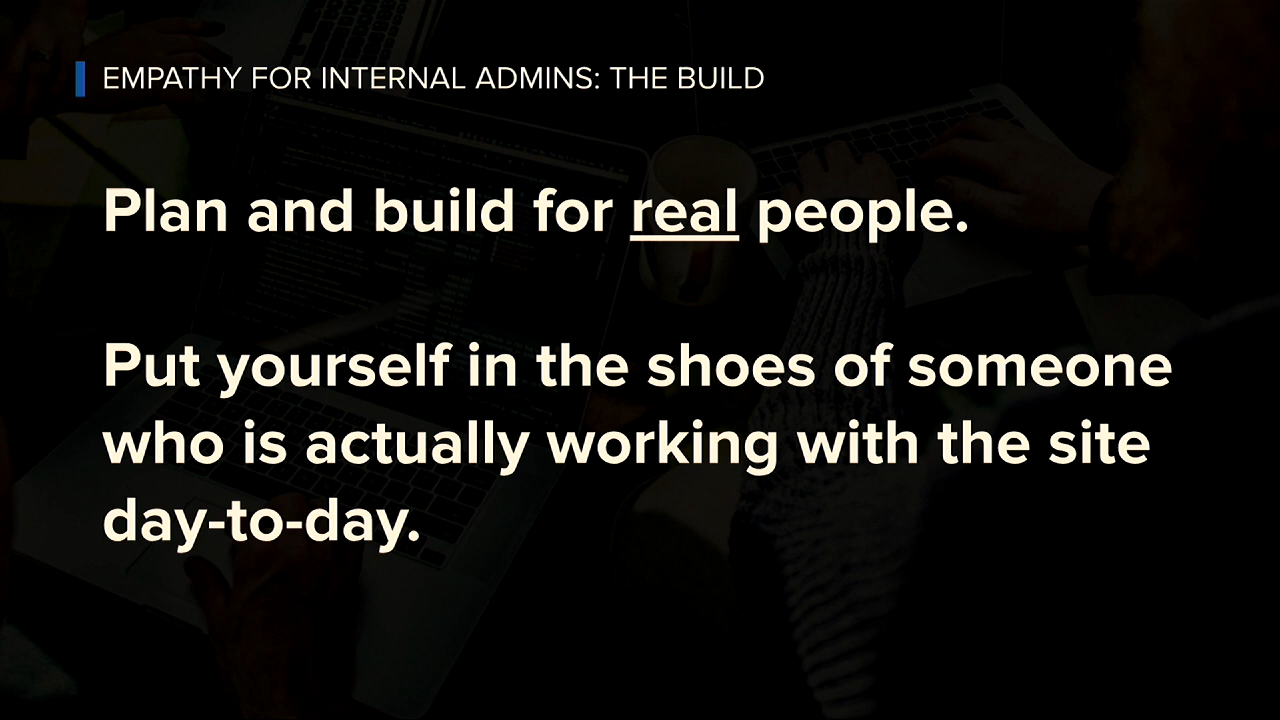 EMPATHY FOR INTERNAL ADMINS: THE BUILD
Plan and build for real people.
Put yourself in the shoes of someone
who is actually working with the site
day-to-day.